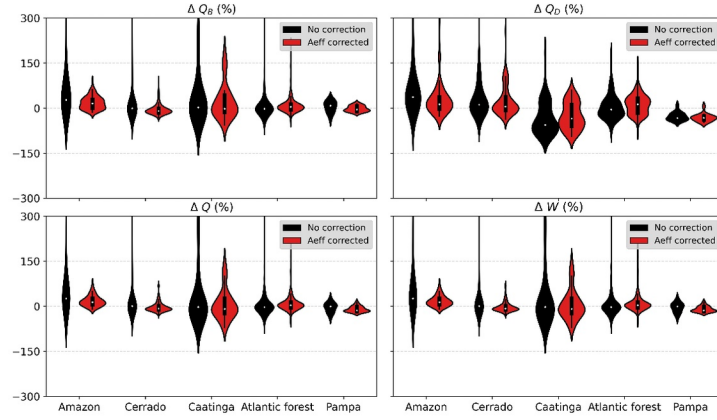 Δ Q_B (%)
Δ Q_D (%)
300
150
0
−150
−300
No correction
Aeff corrected
No correction
Aeff corrected
Δ Q (%)
Δ W (%)
300
150
0
−150
−300
No correction
Aeff corrected
No correction
Aeff corrected
Amazon Cerrado Caatinga Atlantic forest Pampa
Amazon Cerrado Caatinga Atlantic forest Pampa